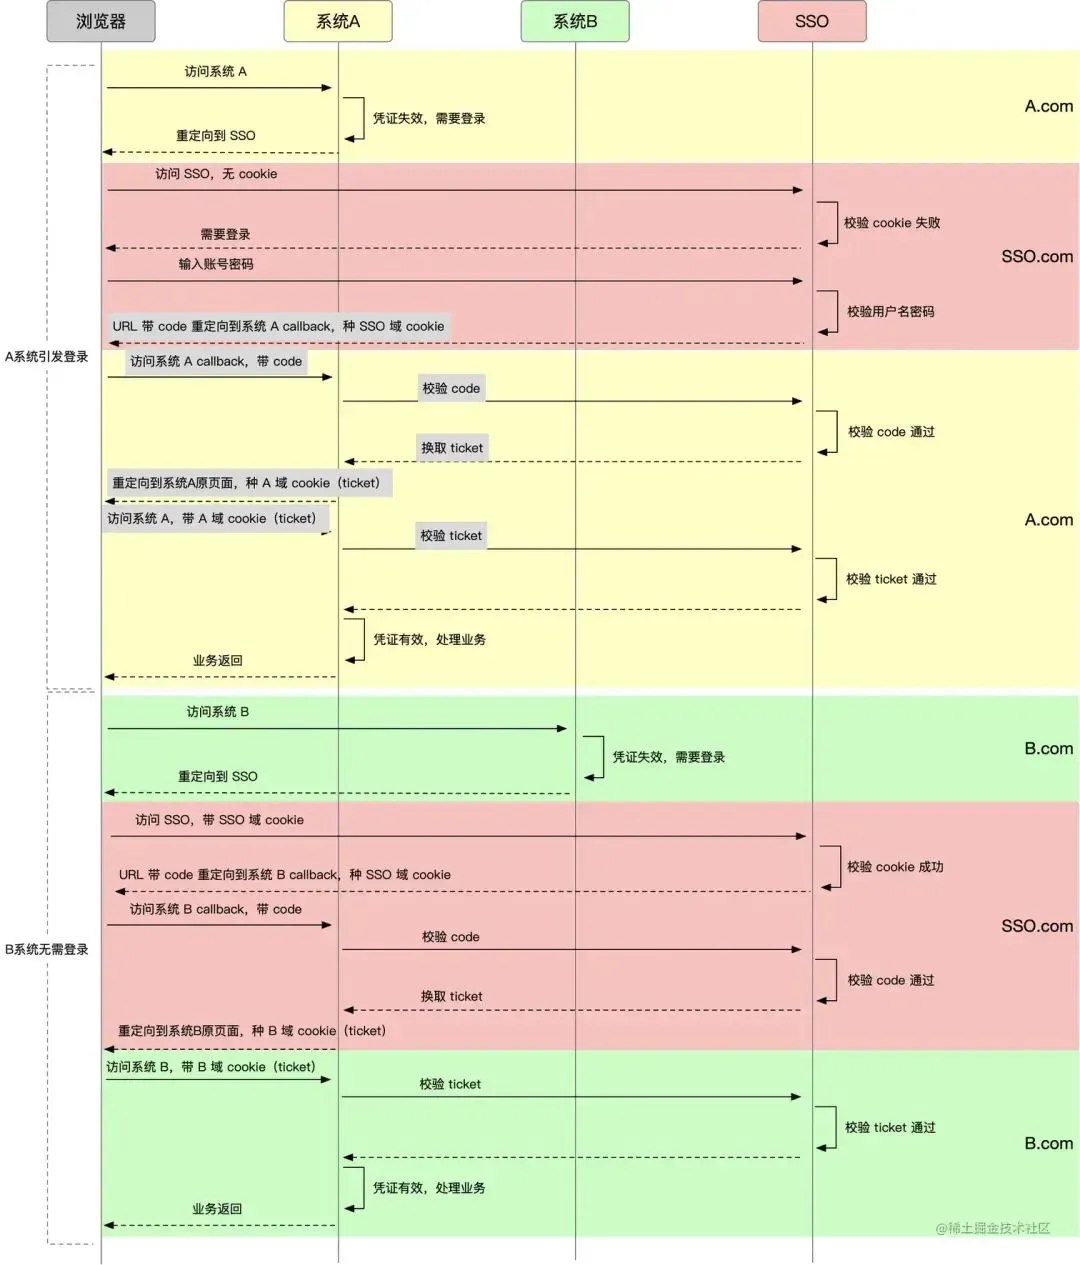 浏览器
系统A
系统B
SSO
访问系统 A
凭证失效，需要登录
A.com
重定向到 SSO
访问 SSO，无 cookie
校验 cookie 失败
需要登录
SSO.com
输入账号密码
校验用户名密码
URL 带 code 重定向到系统 A callback，种 SSO 域 cookie
A系统引发登录
访问系统 A callback，带 code
校验 code
校验 code 通过
换取 ticket
重定向到系统A原页面，种 A 域 cookie（ticket）
访问系统 A，带 A 域 cookie（ticket）
A.com
校验 ticket
校验 ticket 通过
凭证有效，处理业务
业务返回
访问系统 B
B.com
凭证失效，需要登录
重定向到 SSO
访问 SSO，带 SSO 域 cookie
校验 cookie 成功
URL 带 code 重定向到系统 B callback，种 SSO 域 cookie
访问系统 B callback，带 code
SSO.com
校验 code
B系统无需登录
校验 code 通过
换取 ticket
重定向到系统B原页面，种 B 域 cookie（ticket）
访问系统 B，带 B 域 cookie（ticket）
校验 ticket
校验 ticket 通过
B.com
凭证有效，处理业务
业务返回
@稀土掘金技术社区